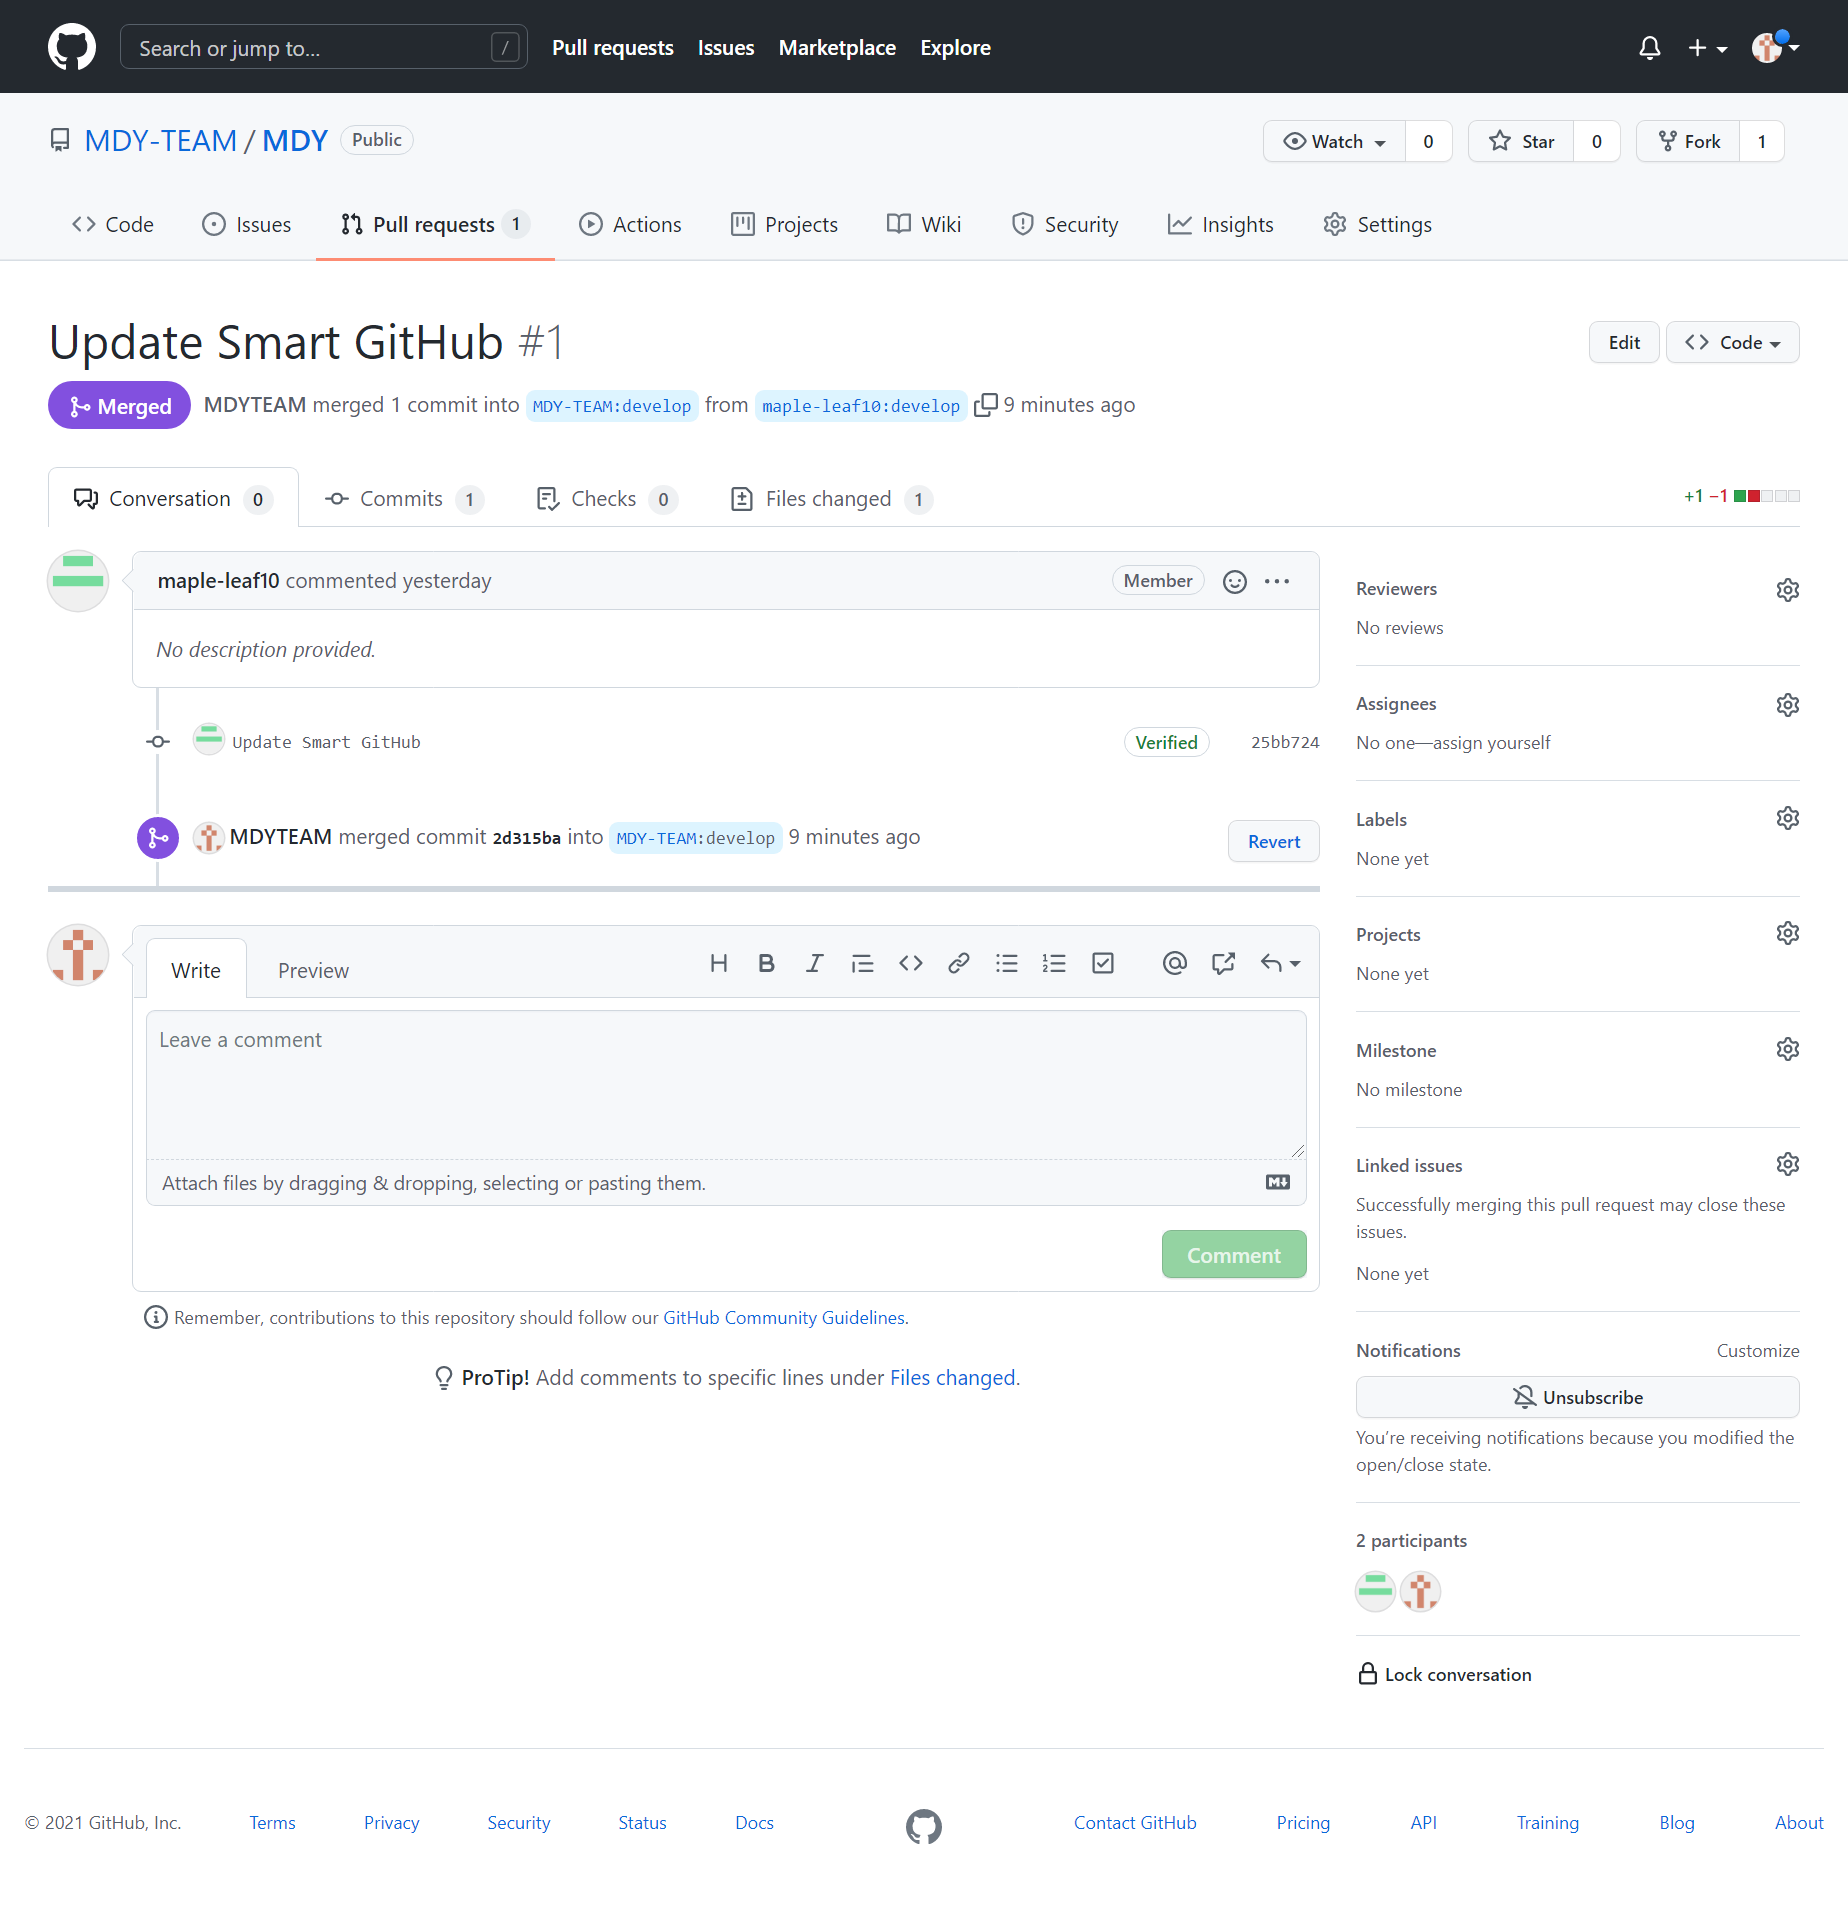 Search or jump to... /
Pull requests Issues Marketplace Explore
MDY-TEAM / MDY Public
Watch 0 Star 0 Fork 1
Code Issues Pull requests 1 Actions Projects Wiki Security Insights Settings
Update Smart GitHub #1
Edit Code
Merged MDYTEAM merged 1 commit into MDY-TEAM:develop from maple-leaf10:develop 9 minutes ago
Conversation 0 Commits 1 Checks 0 Files changed 1
+1 −1
maple-leaf10 commented yesterday Member
No description provided.
Update Smart GitHub Verified 25bb724
MDYTEAM merged commit 2d315ba into MDY-TEAM:develop 9 minutes ago Revert
Write Preview
Leave a comment
Attach files by dragging & dropping, selecting or pasting them.
Comment
Remember, contributions to this repository should follow our GitHub Community Guidelines.
ProTip! Add comments to specific lines under Files changed.
Reviewers
No reviews
Assignees
No one—assign yourself
Labels
None yet
Projects
None yet
Milestone
No milestone
Linked issues
Successfully merging this pull request may close these
issues.
None yet
Notifications Customize
Unsubscribe
You're receiving notifications because you modified the
open/close state.
2 participants
Lock conversation
© 2021 GitHub, Inc. Terms Privacy Security Status Docs Contact GitHub Pricing API Training Blog About